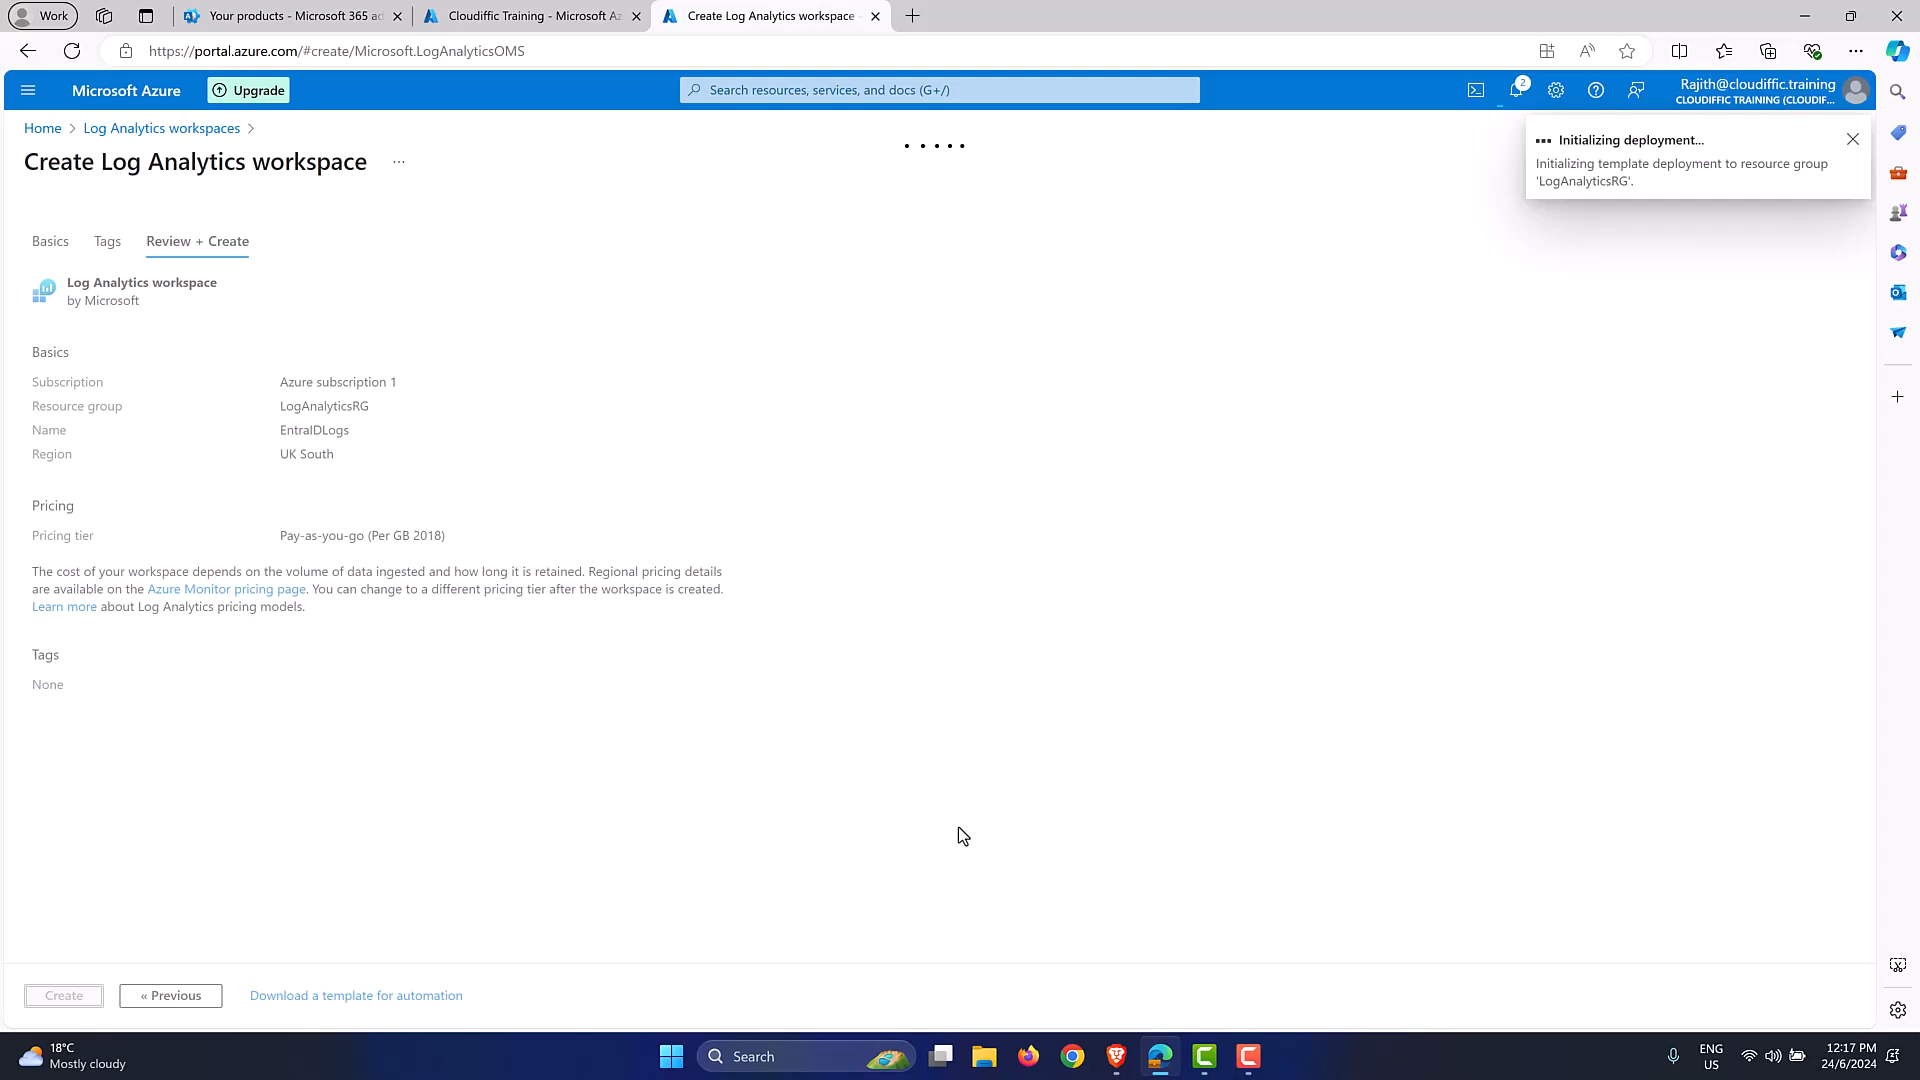 Work
Your products - Microsoft 365 ad
Cloudiffic Training - Microsoft Az
Create Log Analytics workspace -
https://portal.azure.com/#create/Microsoft.LogAnalyticsOMS
Microsoft Azure
Upgrade
Search resources, services, and docs (G+/)
2
Rajith@cloudiffic.training
CLOUDIFFIC TRAINING (CLOUDIF...
Home > Log Analytics workspaces >
Create Log Analytics workspace ...
Initializing deployment...
Initializing template deployment to resource group
'LogAnalyticsRG'.
Basics Tags Review + Create
Log Analytics workspace
by Microsoft
Basics
Subscription Azure subscription 1
Resource group LogAnalyticsRG
Name EntraIDLogs
Region UK South
Pricing
Pricing tier Pay-as-you-go (Per GB 2018)
The cost of your workspace depends on the volume of data ingested and how long it is retained. Regional pricing details
are available on the Azure Monitor pricing page. You can change to a different pricing tier after the workspace is created.
Learn more about Log Analytics pricing models.
Tags
None
Create
« Previous
Download a template for automation
18°C
Mostly cloudy
Search
ENG
US
12:17 PM
24/6/2024